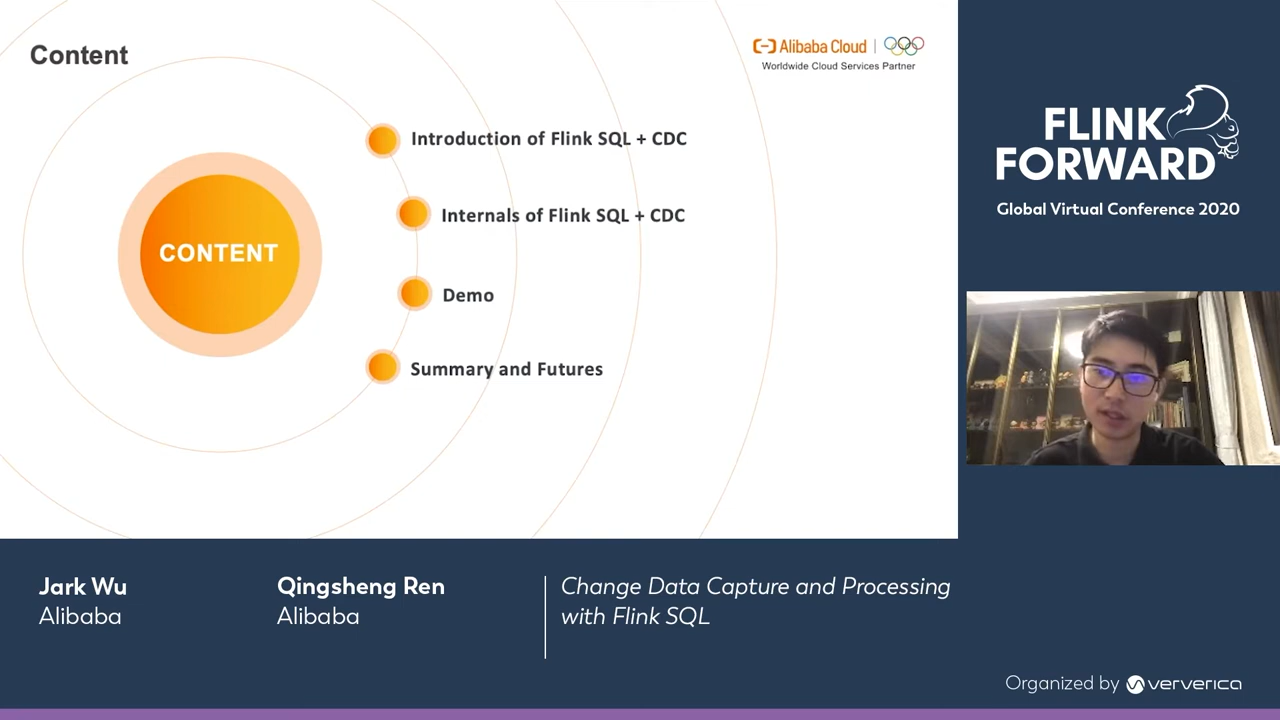 Content
Alibaba Cloud
Worldwide Cloud Services Partner
CONTENT
Introduction of Flink SQL + CDC
Internals of Flink SQL + CDC
Demo
Summary and Futures
FLINK
FORWARD
Global Virtual Conference 2020
Jark Wu
Alibaba
Qingsheng Ren
Alibaba
Change Data Capture and Processing
with Flink SQL
Organized by ververica